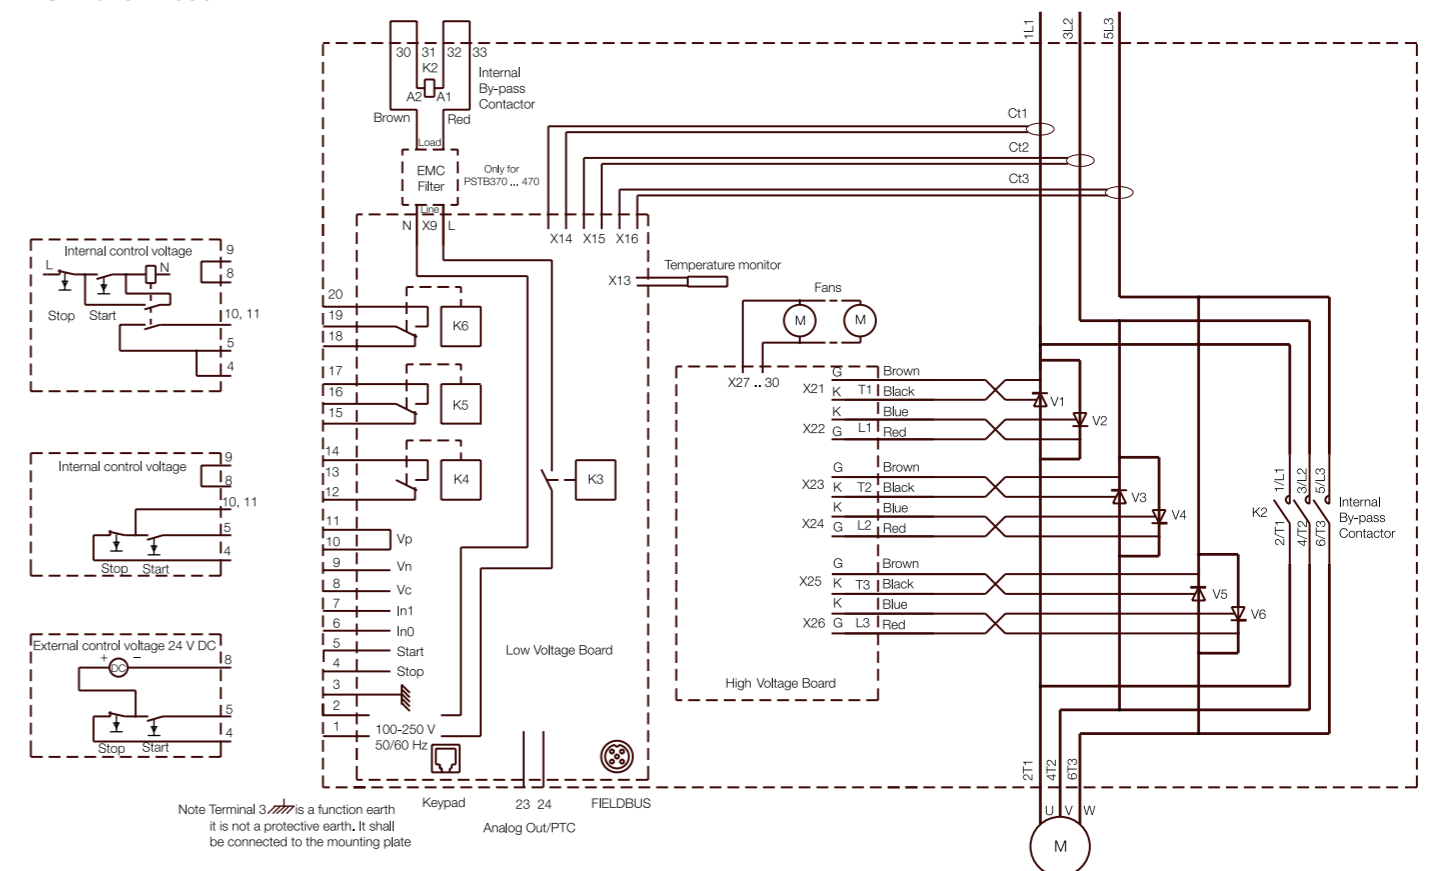 1L1
3L2
5L3
30 31 32 33
K2
A2 A1
Internal
By-pass
Contactor
Brown Red
Load
EMC
Filter
Only for
PSTB370 ... 470
Line
N X9 L
Ct1
Ct2
Ct3
X14 X15 X16
X13
Temperature monitor
Fans
M M
X27 .. 30
Internal control voltage
L N
Stop Start
9
8
10, 11
5
4
Internal control voltage
Stop Start
9
8
10, 11
5
4
External control voltage 24 V DC
+ −
DC
Stop Start
8
5
4
20
19
18
K6
17
16
15
K5
14
13
12
K4
K3
11
10
Vp
9 Vn
8 Vc
7 In1
6 In0
5 Start
4 Stop
3
2
1
100-250 V
50/60 Hz
Low Voltage Board
Keypad
23 24
Analog Out/PTC
FIELDBUS
G Brown
X21 K T1 Black
K Blue
X22 G L1 Red
G Brown
X23 K T2 Black
K Blue
X24 G L2 Red
G Brown
X25 K T3 Black
K Blue
X26 G L3 Red
High Voltage Board
V1
V2
V3
V4
V5
V6
K2
1/L1
3/L2
5/L3
2/T1
4/T2
6/T3
Internal
By-pass
Contactor
2T1
4T2
6T3
U V W
M
Note Terminal 3 is a function earth
it is not a protective earth. It shall
be connected to the mounting plate